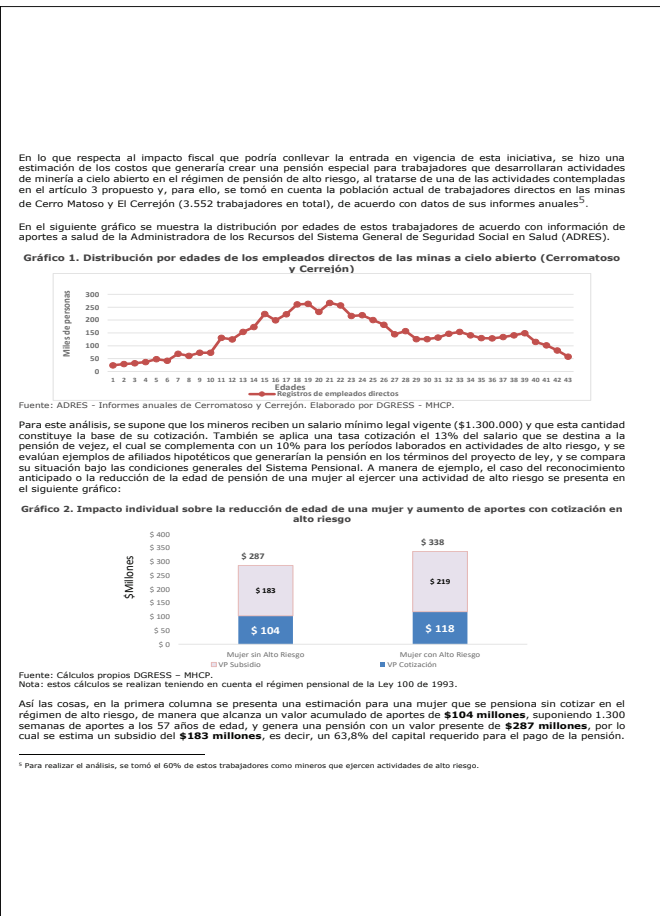 En lo que respecta al impacto fiscal que podría conllevar la entrada en vigencia de esta iniciativa, se hizo una
estimación de los costos que generaría crear una pensión especial para trabajadores que desarrollaran actividades
de minería a cielo abierto en el régimen de pensión de alto riesgo, al tratarse de una de las actividades contempladas
en el artículo 3 propuesto y, para ello, se tomó en cuenta la población actual de trabajadores directos en las minas
de Cerro Matoso y El Cerrejón (3.552 trabajadores en total), de acuerdo con datos de sus informes anuales⁵.
En el siguiente gráfico se muestra la distribución por edades de estos trabajadores de acuerdo con información de
aportes a salud de la Administradora de los Recursos del Sistema General de Seguridad Social en Salud (ADRES).
Gráfico 1. Distribución por edades de los empleados directos de las minas a cielo abierto (Cerromatoso
y Cerrejón)
Miles de personas
300
250
200
150
100
50
0
1 2 3 4 5 6 7 8 9 10 11 12 13 14 15 16 17 18 19 20 21 22 23 24 25 26 27 28 29 30 31 32 33 34 35 36 37 38 39 40 41 42 43
Edades
Registros de empleados directos
Fuente: ADRES - Informes anuales de Cerromatoso y Cerrejón. Elaborado por DGRESS - MHCP.
Para este análisis, se supone que los mineros reciben un salario mínimo legal vigente ($1.300.000) y que esta cantidad
constituye la base de su cotización. También se aplica una tasa cotización el 13% del salario que se destina a la
pensión de vejez, el cual se complementa con un 10% para los períodos laborados en actividades de alto riesgo, y se
evalúan ejemplos de afiliados hipotéticos que generarían la pensión en los términos del proyecto de ley, y se compara
su situación bajo las condiciones generales del Sistema Pensional. A manera de ejemplo, el caso del reconocimiento
anticipado o la reducción de la edad de pensión de una mujer al ejercer una actividad de alto riesgo se presenta en
el siguiente gráfico:
Gráfico 2. Impacto individual sobre la reducción de edad de una mujer y aumento de aportes con cotización en
alto riesgo
$Millones
$ 400
$ 350
$ 300
$ 250
$ 200
$ 150
$ 100
$ 50
$ 0
$ 287
$ 183
$ 104
$ 338
$ 219
$ 118
Mujer sin Alto Riesgo
Mujer con Alto Riesgo
VP Subsidio
VP Cotización
Fuente: Cálculos propios DGRESS – MHCP.
Nota: estos cálculos se realizan teniendo en cuenta el régimen pensional de la Ley 100 de 1993.
Así las cosas, en la primera columna se presenta una estimación para una mujer que se pensiona sin cotizar en el
régimen de alto riesgo, de manera que alcanza un valor acumulado de aportes de $104 millones, suponiendo 1.300
semanas de aportes a los 57 años de edad, y genera una pensión con un valor presente de $287 millones, por lo
cual se estima un subsidio del $183 millones, es decir, un 63,8% del capital requerido para el pago de la pensión.
⁵ Para realizar el análisis, se tomó el 60% de estos trabajadores como mineros que ejercen actividades de alto riesgo.